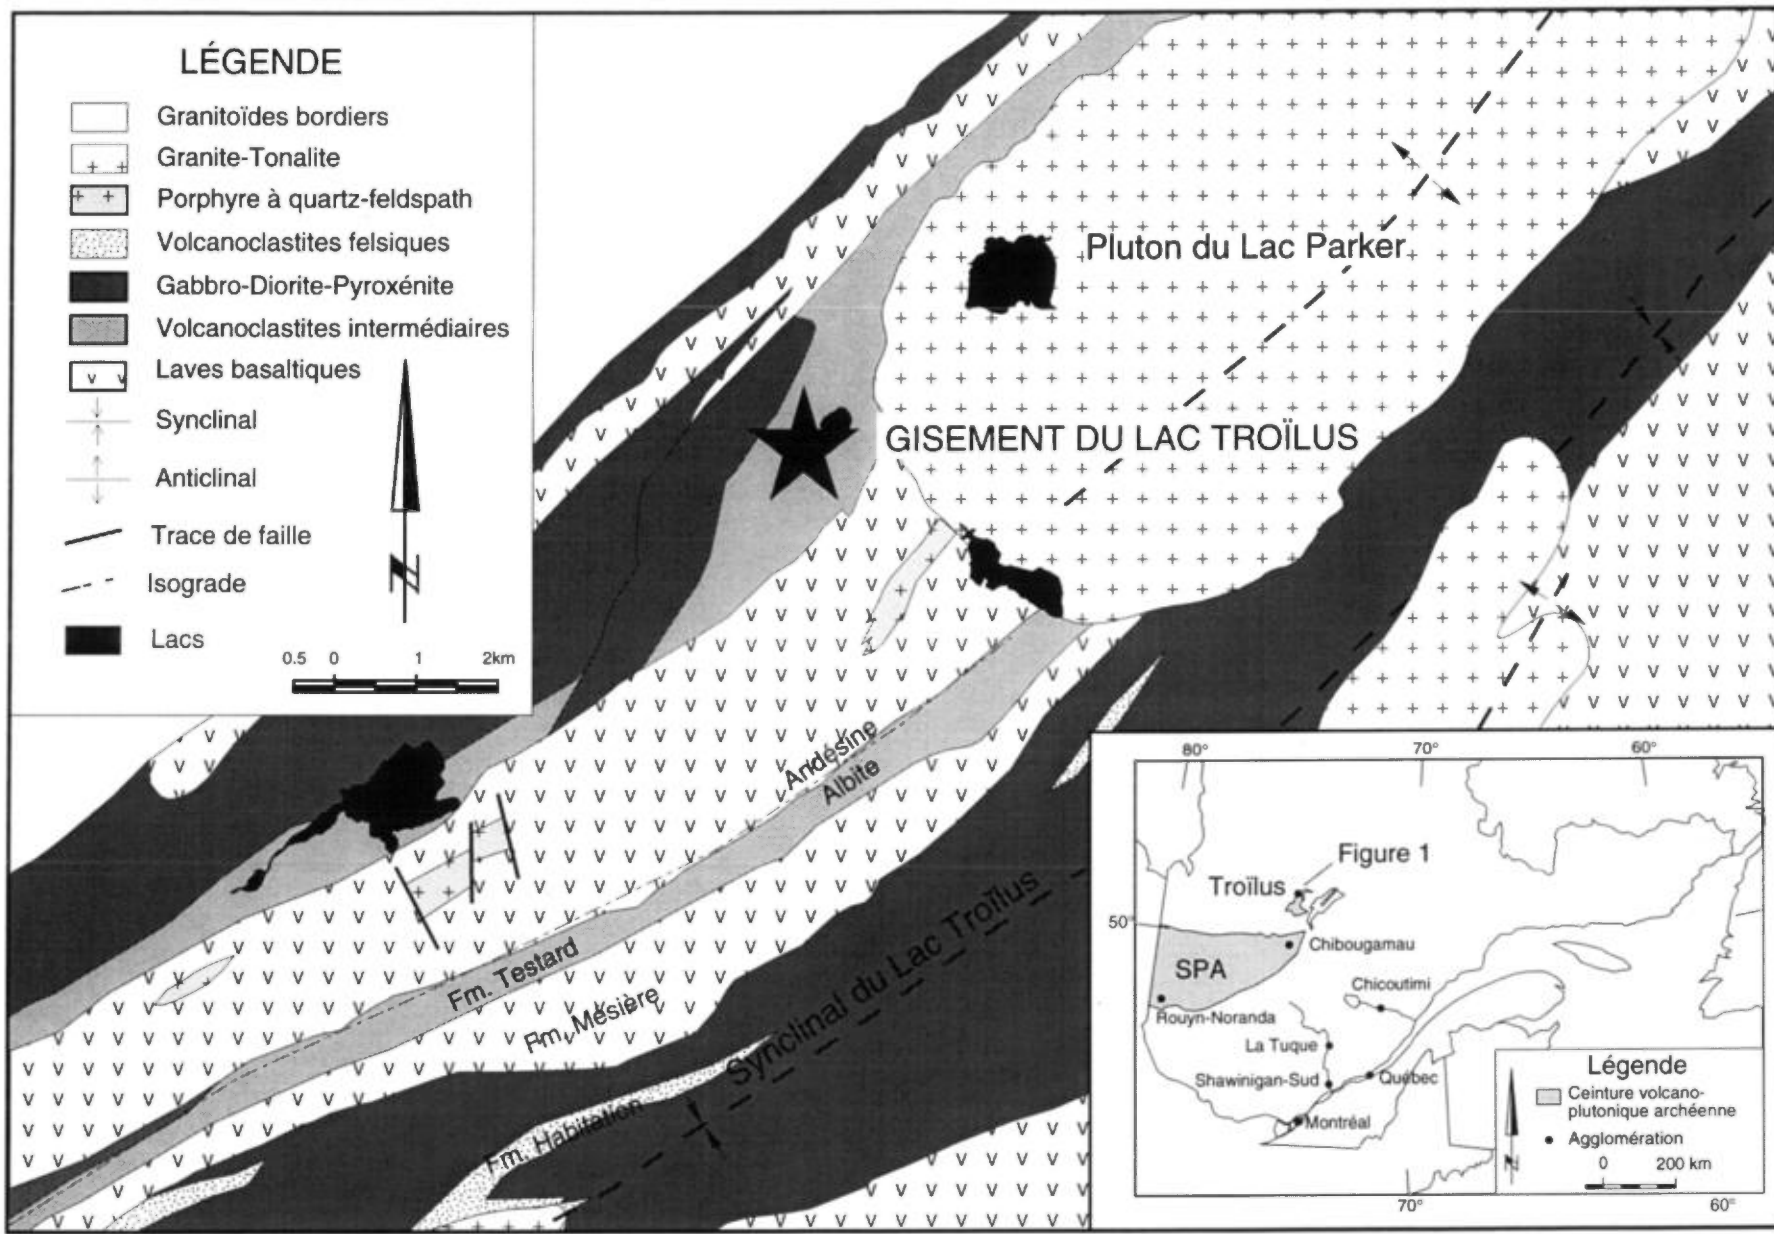 LÉGENDE
Granitoïdes bordiers
Granite-Tonalite
Porphyre à quartz-feldspath
Volcanoclastites felsiques
Gabbro-Diorite-Pyroxénite
Volcanoclastites intermédiaires
Laves basaltiques
Synclinal
Anticlinal
Trace de faille
Isograde
Lacs
N
0.5 0 1 2km
Pluton du Lac Parker
GISEMENT DU LAC TROÏLUS
Andésine
Albite
Fm. Testard
Fm. Mésière
Synclinal du Lac Troïlus
Fm. Habitation
80° 70° 60°
50°
Figure 1
Troïlus
Chibougamau
SPA
Chicoutimi
Rouyn-Noranda
La Tuque
Shawinigan-Sud
Québec
Montréal
Légende
Ceinture volcano-
plutonique archéenne
Agglomération
N
0 200 km
70° 60°